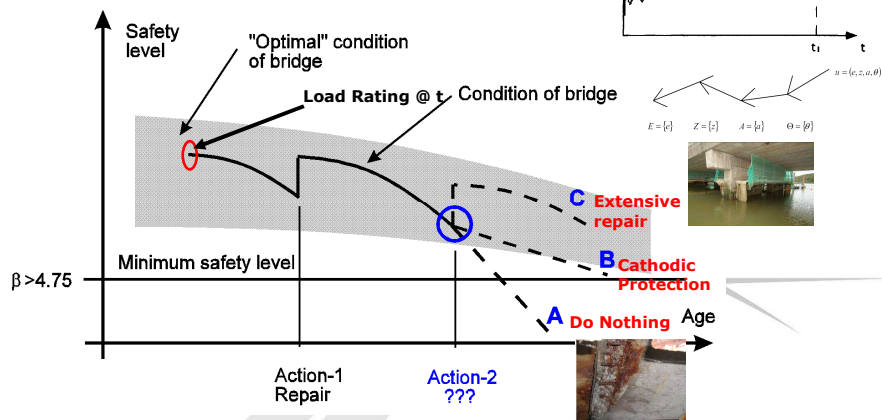 Safety
level
"Optimal" condition
of bridge
Load Rating @ t
Condition of bridge
t₁
t
u = {e, z, a, θ}
E = {e}
Z = {z}
A = {a}
Θ = {θ}
C Extensive
repair
Minimum safety level
B Cathodic
Protection
β>4.75
A Do Nothing
Age
Action-1
Repair
Action-2
???